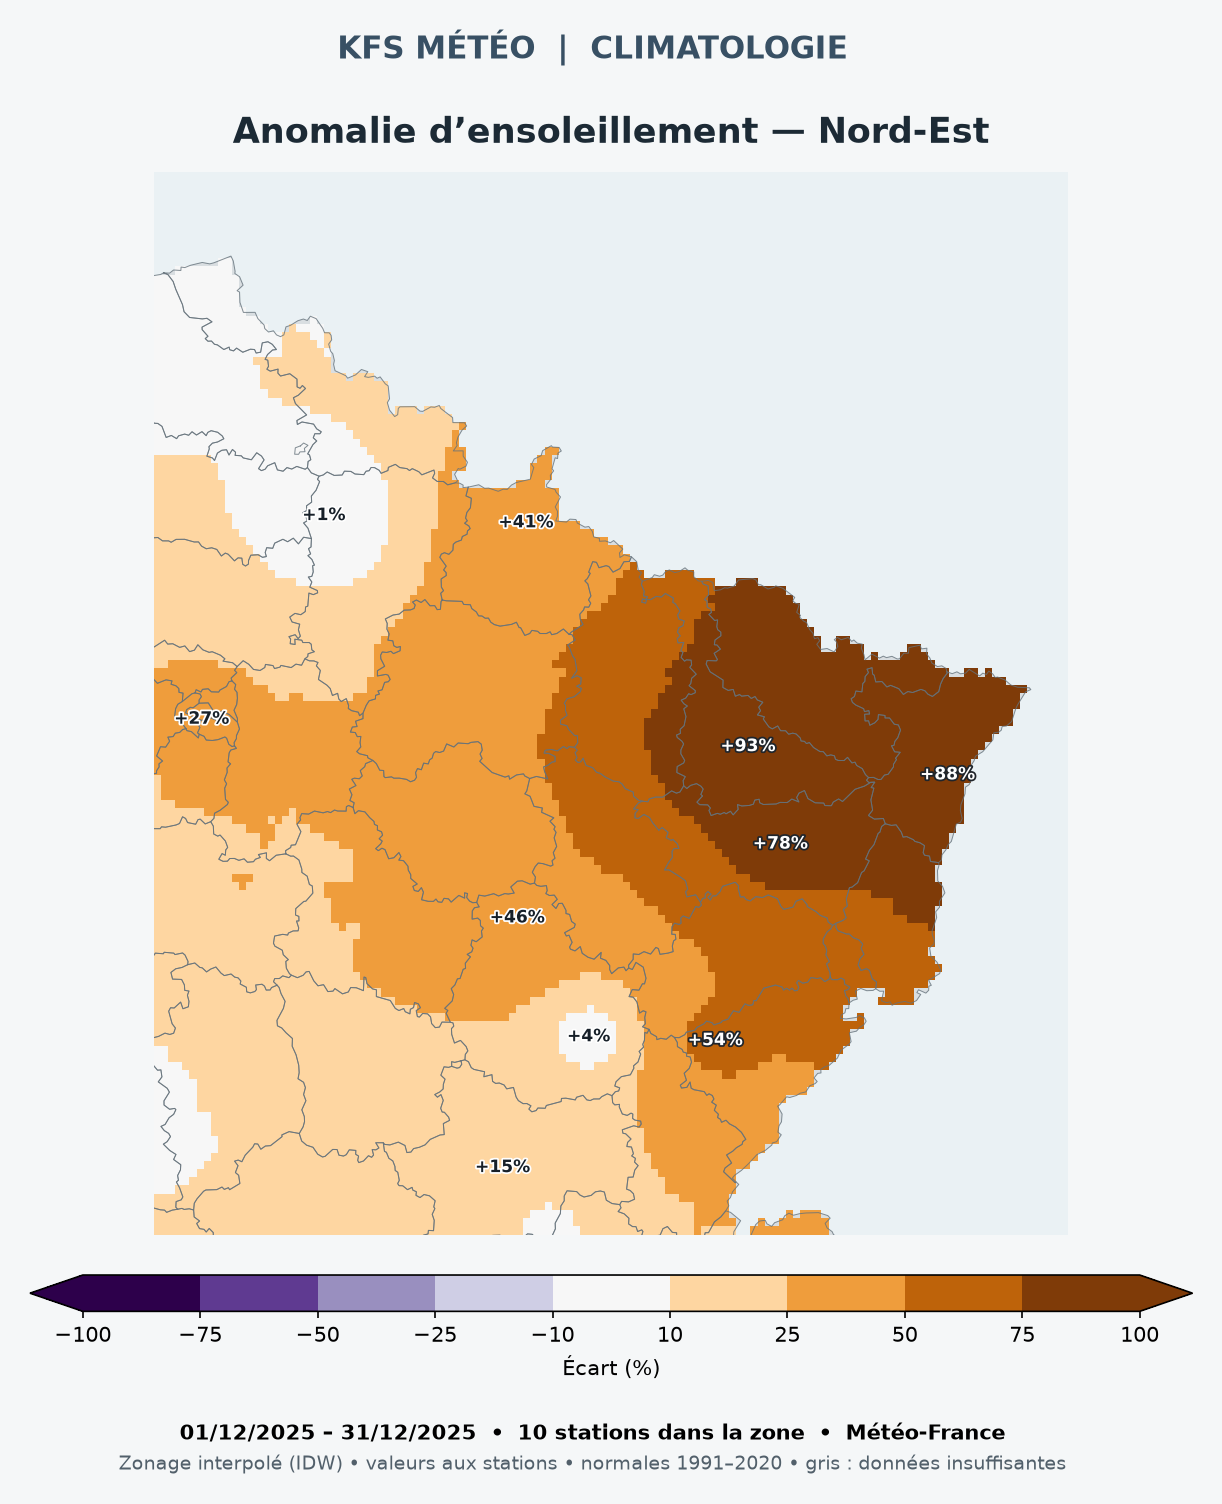 KFS MÉTÉO | CLIMATOLOGIE
Anomalie d’ensoleillement — Nord-Est
+1%
+41%
+27%
+93%
+88%
+78%
+46%
+4%
+54%
+15%
−100 −75 −50 −25 −10 10 25 50 75 100
Écart (%)
01/12/2025 – 31/12/2025 • 10 stations dans la zone • Météo-France
Zonage interpolé (IDW) • valeurs aux stations • normales 1991–2020 • gris : données insuffisantes